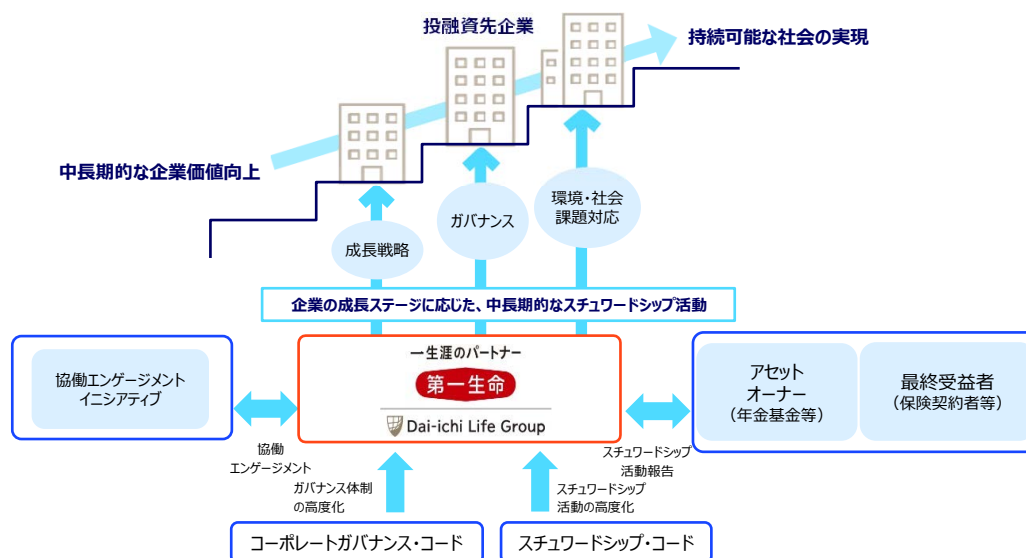 投融資先企業
持続可能な社会の実現
中長期的な企業価値向上
成長戦略
ガバナンス
環境・社会
課題対応
企業の成長ステージに応じた、中長期的なスチュワードシップ活動
協働エンゲージメント
イニシアティブ
一生涯のパートナー
第一生命
Dai-ichi Life Group
アセット
オーナー
（年金基金等）
最終受益者
（保険契約者等）
協働
エンゲージメント
スチュワードシップ
活動報告
ガバナンス体制
の高度化
スチュワードシップ
活動の高度化
コーポレートガバナンス・コード
スチュワードシップ・コード